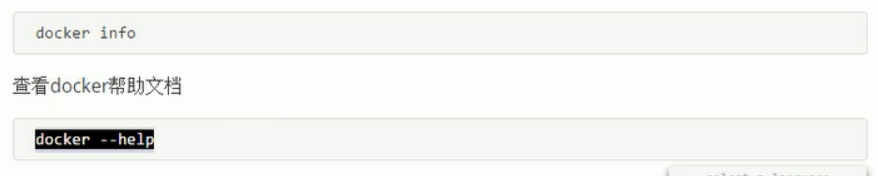 docker info
查看docker帮助文档
docker --help